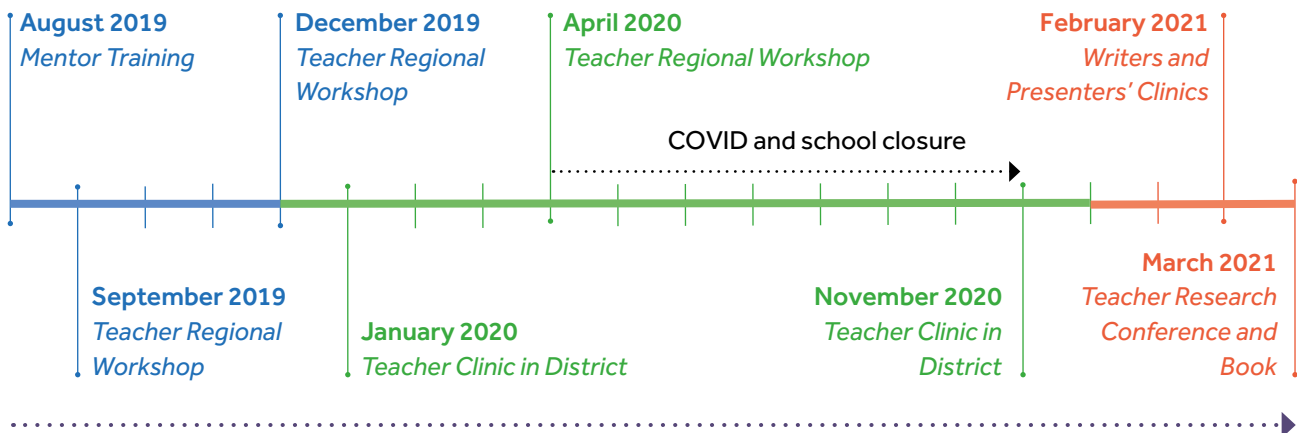 August 2019
Mentor Training
December 2019
Teacher Regional
Workshop
April 2020
Teacher Regional Workshop
February 2021
Writers and
Presenters' Clinics
COVID and school closure
September 2019
Teacher Regional
Workshop
January 2020
Teacher Clinic in District
November 2020
Teacher Clinic in
District
March 2021
Teacher Research
Conference and
Book